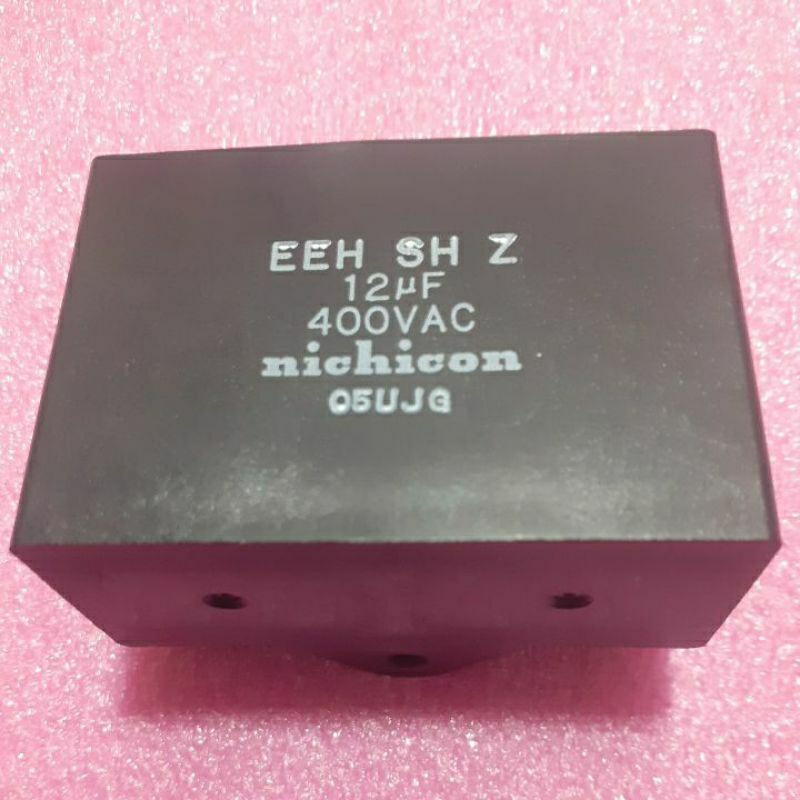 EEH SH Z
12µF
400VAC
nichicon
05UJG